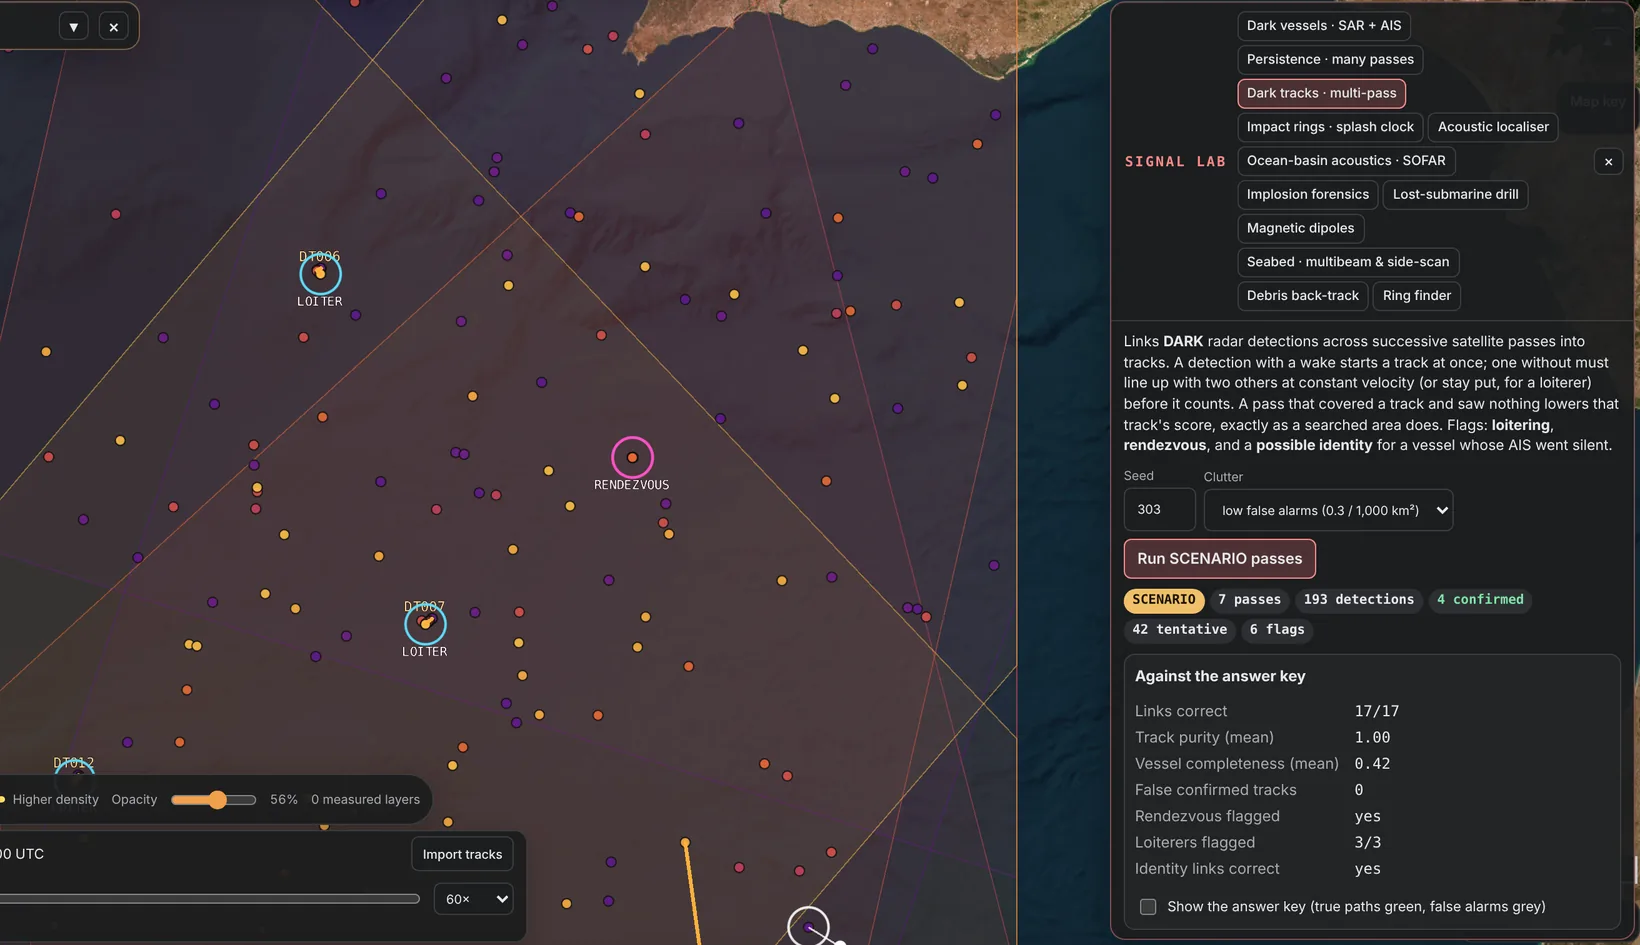 ▼ ×
DT006
LOITER
RENDEZVOUS
DT007
LOITER
DT012
Higher density Opacity 56% 0 measured layers
00 UTC
Import tracks
60×
SIGNAL LAB
Dark vessels · SAR + AIS
Persistence · many passes
Dark tracks · multi-pass
Impact rings · splash clock Acoustic localiser
Ocean-basin acoustics · SOFAR
Implosion forensics Lost-submarine drill
Magnetic dipoles
Seabed · multibeam & side-scan
Debris back-track Ring finder
×
Map key
Links DARK radar detections across successive satellite passes into
tracks. A detection with a wake starts a track at once; one without must
line up with two others at constant velocity (or stay put, for a loiterer)
before it counts. A pass that covered a track and saw nothing lowers that
track's score, exactly as a searched area does. Flags: loitering,
rendezvous, and a possible identity for a vessel whose AIS went silent.
Seed Clutter
303 low false alarms (0.3 / 1,000 km²)
Run SCENARIO passes
SCENARIO 7 passes 193 detections 4 confirmed
42 tentative 6 flags
Against the answer key
Links correct 17/17
Track purity (mean) 1.00
Vessel completeness (mean) 0.42
False confirmed tracks 0
Rendezvous flagged yes
Loiterers flagged 3/3
Identity links correct yes
Show the answer key (true paths green, false alarms grey)